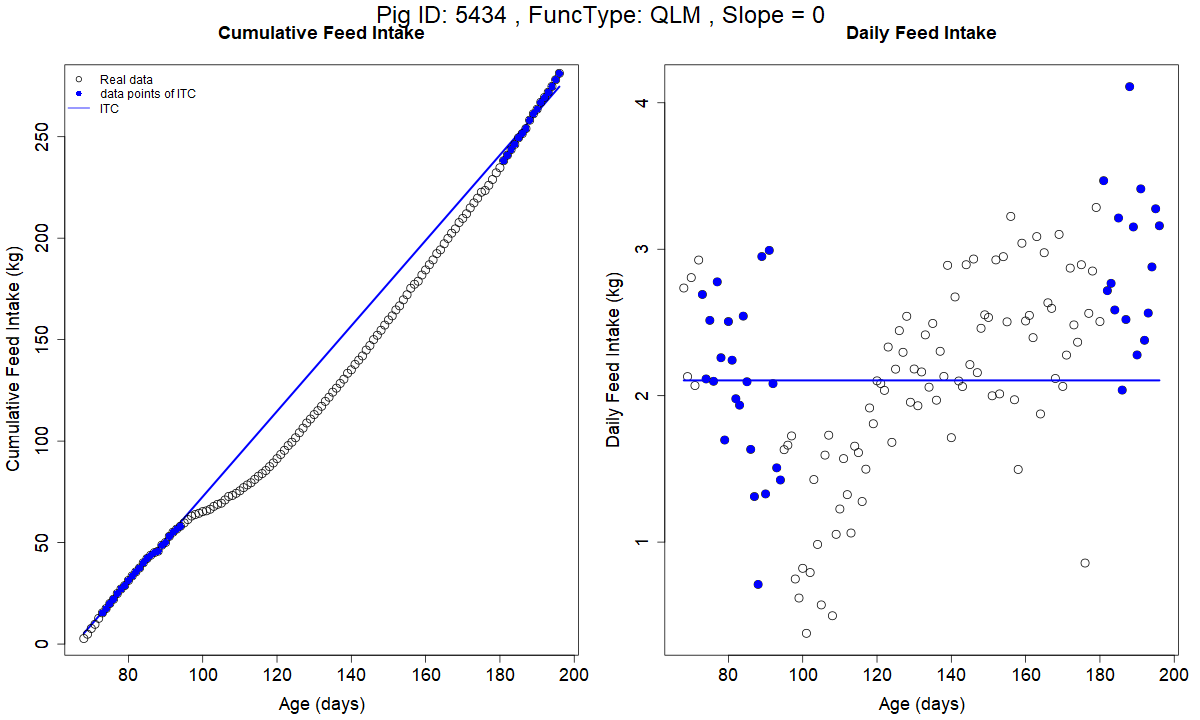 Pig ID: 5434 , FuncType: QLM , Slope = 0
Cumulative Feed Intake
Daily Feed Intake
Real data
data points of ITC
ITC
Cumulative Feed Intake (kg)
0
50
100
150
200
250
80
100
120
140
160
180
200
Age (days)
Daily Feed Intake (kg)
1
2
3
4
80
100
120
140
160
180
200
Age (days)